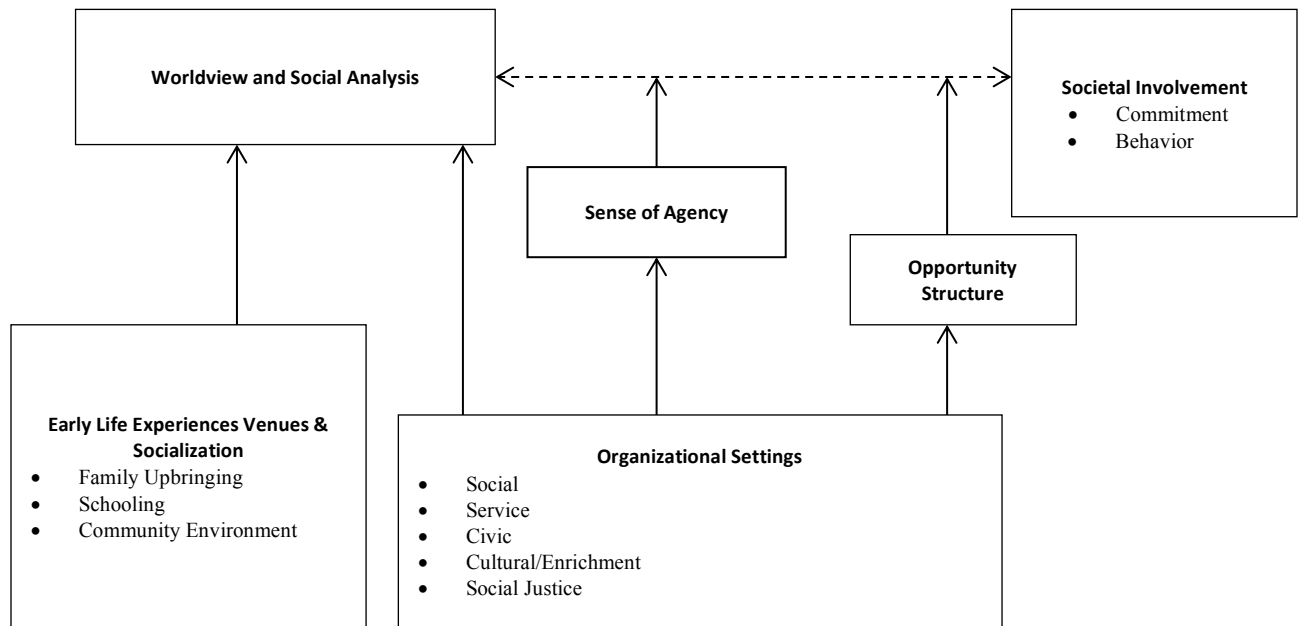 Worldview and Social Analysis
Societal Involvement
• Commitment
• Behavior
Sense of Agency
Opportunity
Structure
Early Life Experiences Venues &
Socialization
• Family Upbringing
• Schooling
• Community Environment
Organizational Settings
• Social
• Service
• Civic
• Cultural/Enrichment
• Social Justice